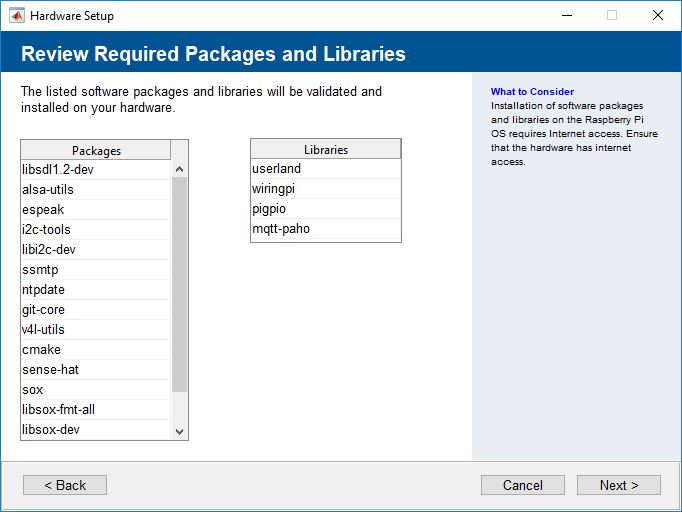 Hardware Setup
Review Required Packages and Libraries
The listed software packages and libraries will be validated and
installed on your hardware.
Packages
libsdl1.2-dev
alsa-utils
espeak
i2c-tools
libi2c-dev
ssmtp
ntpdate
git-core
v4l-utils
cmake
sense-hat
sox
libsox-fmt-all
libsox-dev
Libraries
userland
wiringpi
pigpio
mqtt-paho
What to Consider
Installation of software packages
and libraries on the Raspberry Pi
OS requires Internet access. Ensure
that the hardware has internet
access.
< Back
Cancel
Next >